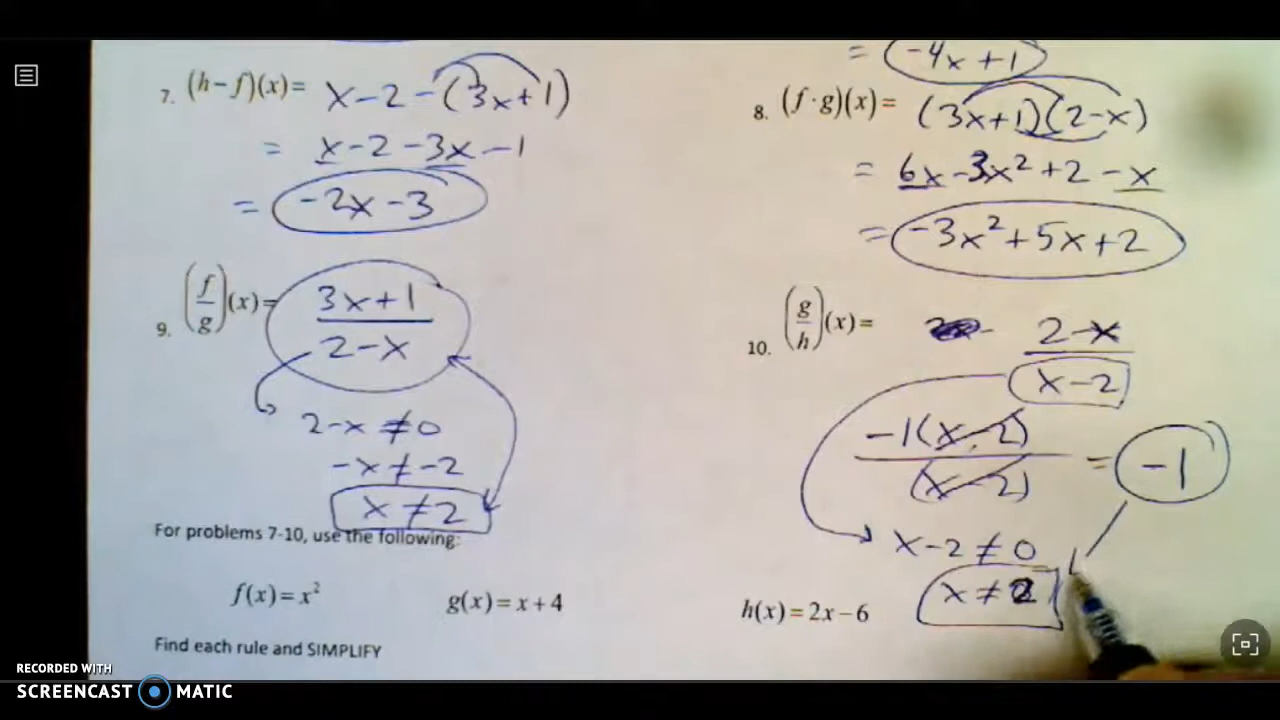 7. (h-f)(x)= x-2-(3x+1)
= x-2-3x-1
= -2x-3
= -4x+1
8. (f·g)(x)= (3x+1)(2-x)
= 6x-3x²+2-x
= -3x²+5x+2
9. (f/g)(x)= 3x+1
2-x
2-x≠0
-x≠-2
x≠2
10. (g/h)(x)= 2-x
x-2
-1(x-2)
(x-2)
= -1
x-2≠0
x≠2
For problems 7-10, use the following:
f(x)=x² g(x)=x+4 h(x)=2x-6
Find each rule and SIMPLIFY
RECORDED WITH
SCREENCAST MATIC